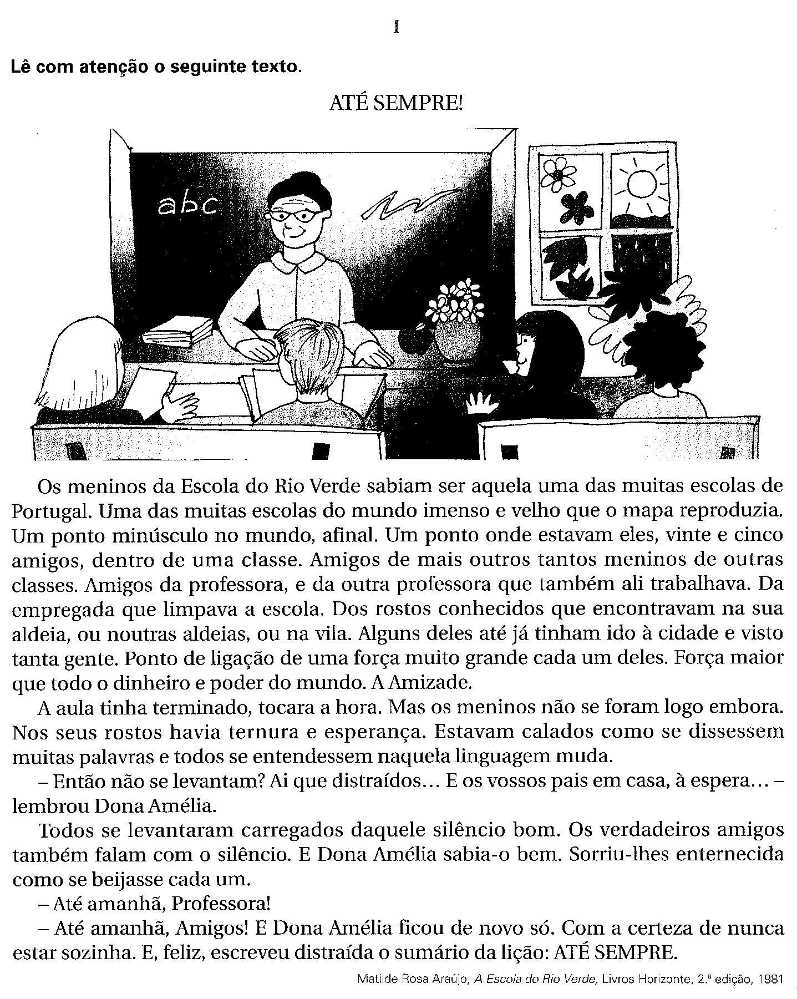 I
Lê com atenção o seguinte texto.
ATÉ SEMPRE!
abc
Os meninos da Escola do Rio Verde sabiam ser aquela uma das muitas escolas de
Portugal. Uma das muitas escolas do mundo imenso e velho que o mapa reproduzia.
Um ponto minúsculo no mundo, afinal. Um ponto onde estavam eles, vinte e cinco
amigos, dentro de uma classe. Amigos de mais outros tantos meninos de outras
classes. Amigos da professora, e da outra professora que também ali trabalhava. Da
empregada que limpava a escola. Dos rostos conhecidos que encontravam na sua
aldeia, ou noutras aldeias, ou na vila. Alguns deles até já tinham ido à cidade e visto
tanta gente. Ponto de ligação de uma força muito grande cada um deles. Força maior
que todo o dinheiro e poder do mundo. A Amizade.
A aula tinha terminado, tocara a hora. Mas os meninos não se foram logo embora.
Nos seus rostos havia ternura e esperança. Estavam calados como se dissessem
muitas palavras e todos se entendessem naquela linguagem muda.
– Então não se levantam? Ai que distraídos... E os vossos pais em casa, à espera... –
lembrou Dona Amélia.
Todos se levantaram carregados daquele silêncio bom. Os verdadeiros amigos
também falam com o silêncio. E Dona Amélia sabia-o bem. Sorriu-lhes enternecida
como se beijasse cada um.
– Até amanhã, Professora!
– Até amanhã, Amigos! E Dona Amélia ficou de novo só. Com a certeza de nunca
estar sozinha. E, feliz, escreveu distraída o sumário da lição: ATÉ SEMPRE.
Matilde Rosa Araújo, A Escola do Rio Verde, Livros Horizonte, 2.ª edição, 1981